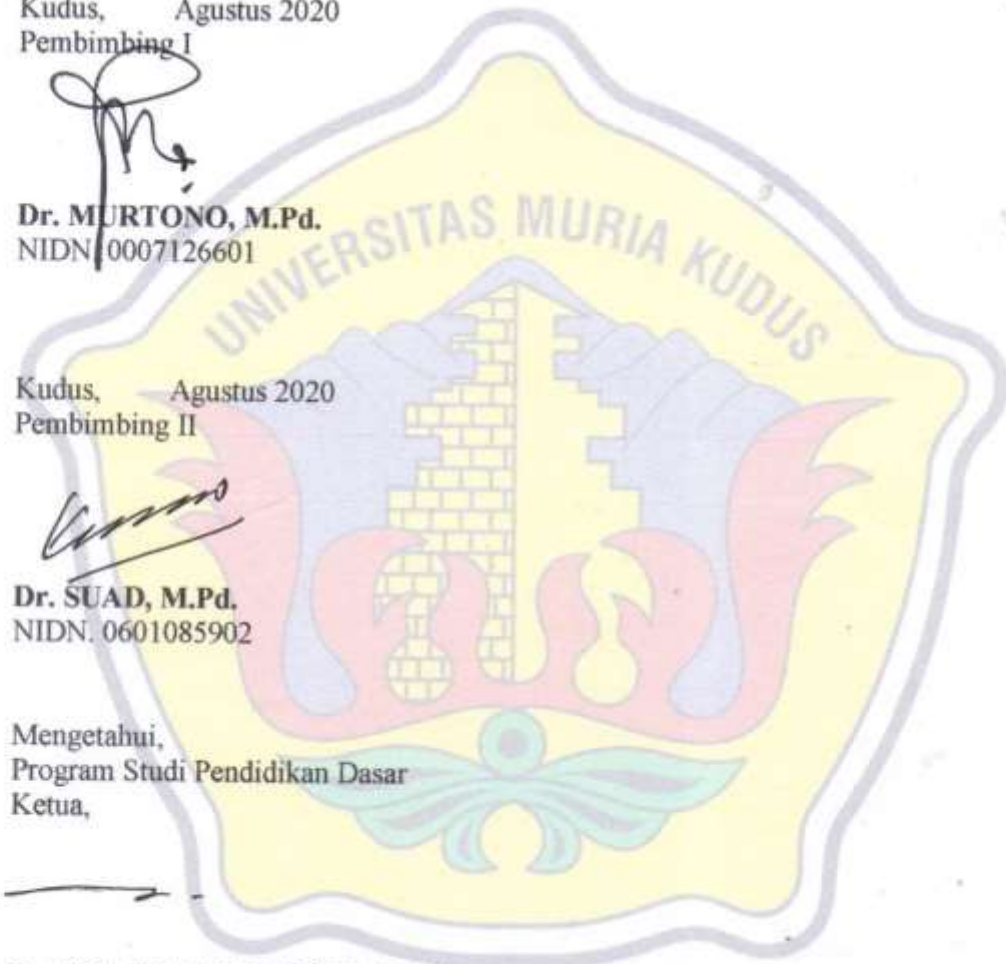 Kudus, Agustus 2020
Pembimbing I
Dr. MURTONO, M.Pd.
NIDN. 0007126601
UNIVERSITAS MURIA KUDUS
Kudus, Agustus 2020
Pembimbing II
Dr. SUAD, M.Pd.
NIDN. 0601085902
Mengetahui,
Program Studi Pendidikan Dasar
Ketua,